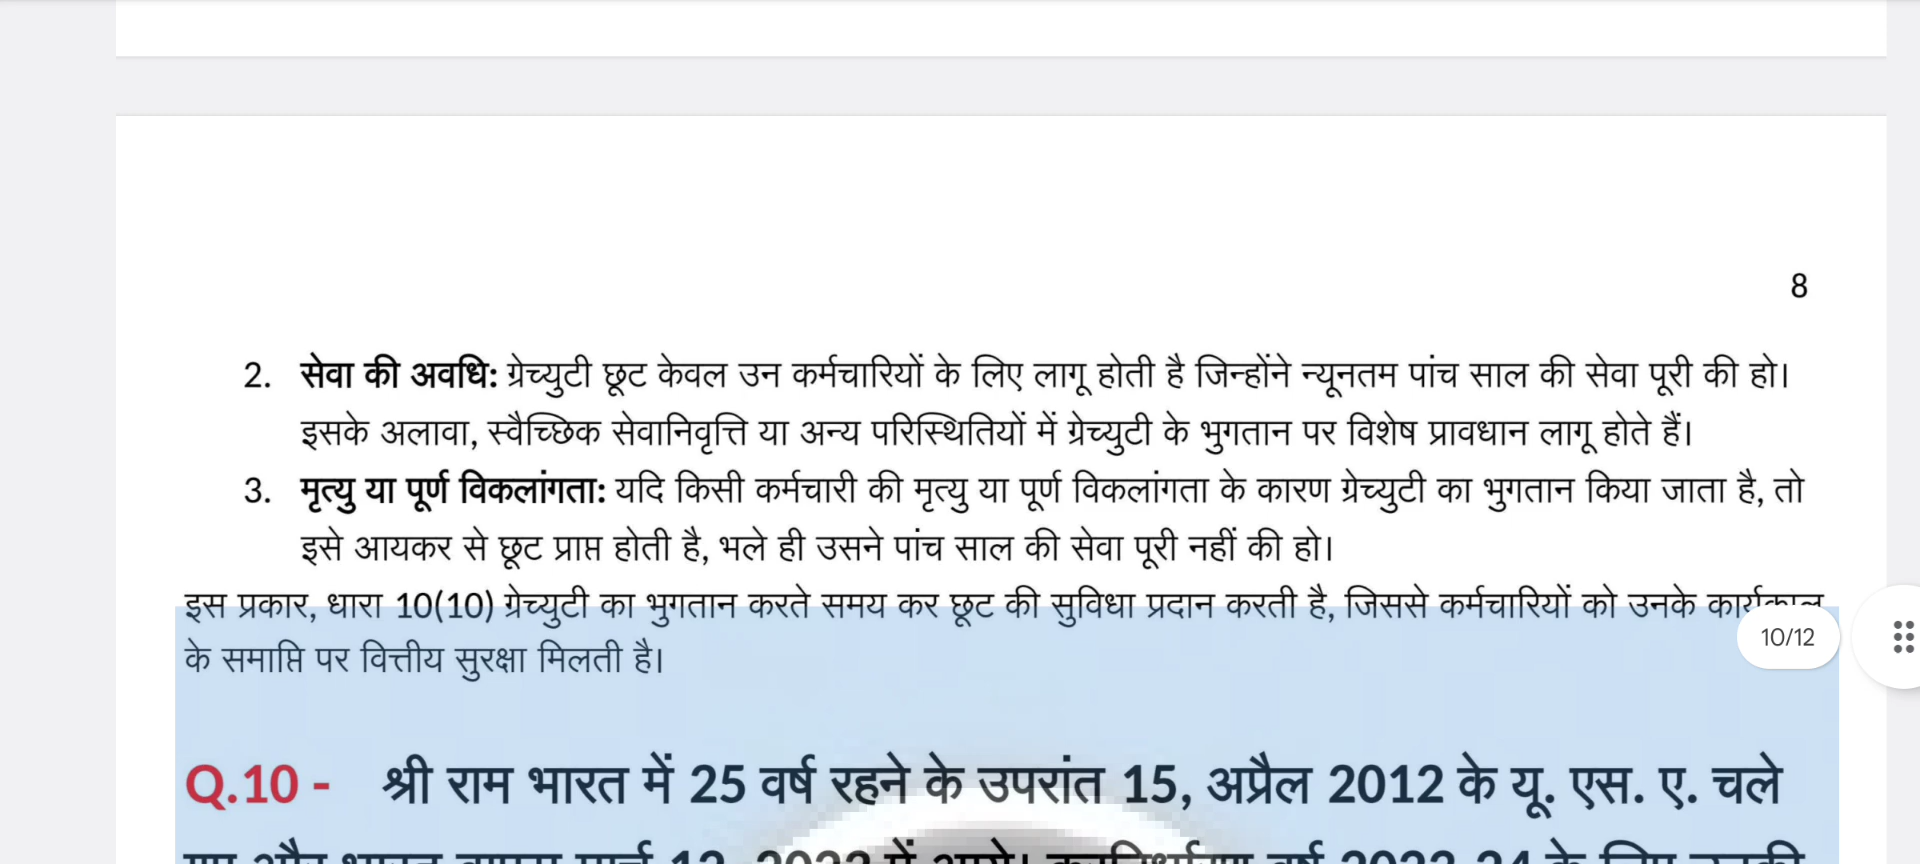 8
2. सेवा की अवधि: ग्रेच्युटी छूट केवल उन कर्मचारियों के लिए लागू होती है जिन्होंने न्यूनतम पांच साल की सेवा पूरी की हो।
इसके अलावा, स्वैच्छिक सेवानिवृत्ति या अन्य परिस्थितियों में ग्रेच्युटी के भुगतान पर विशेष प्रावधान लागू होते हैं।
3. मृत्यु या पूर्ण विकलांगता: यदि किसी कर्मचारी की मृत्यु या पूर्ण विकलांगता के कारण ग्रेच्युटी का भुगतान किया जाता है, तो
इसे आयकर से छूट प्राप्त होती है, भले ही उसने पांच साल की सेवा पूरी नहीं की हो।
इस प्रकार, धारा 10(10) ग्रेच्युटी का भुगतान करते समय कर छूट की सुविधा प्रदान करती है, जिससे कर्मचारियों को उनके कार्यकाल
के समाप्ति पर वित्तीय सुरक्षा मिलती है।
10/12
Q.10 - श्री राम भारत में 25 वर्ष रहने के उपरांत 15, अप्रैल 2012 के यू. एस. ए. चले